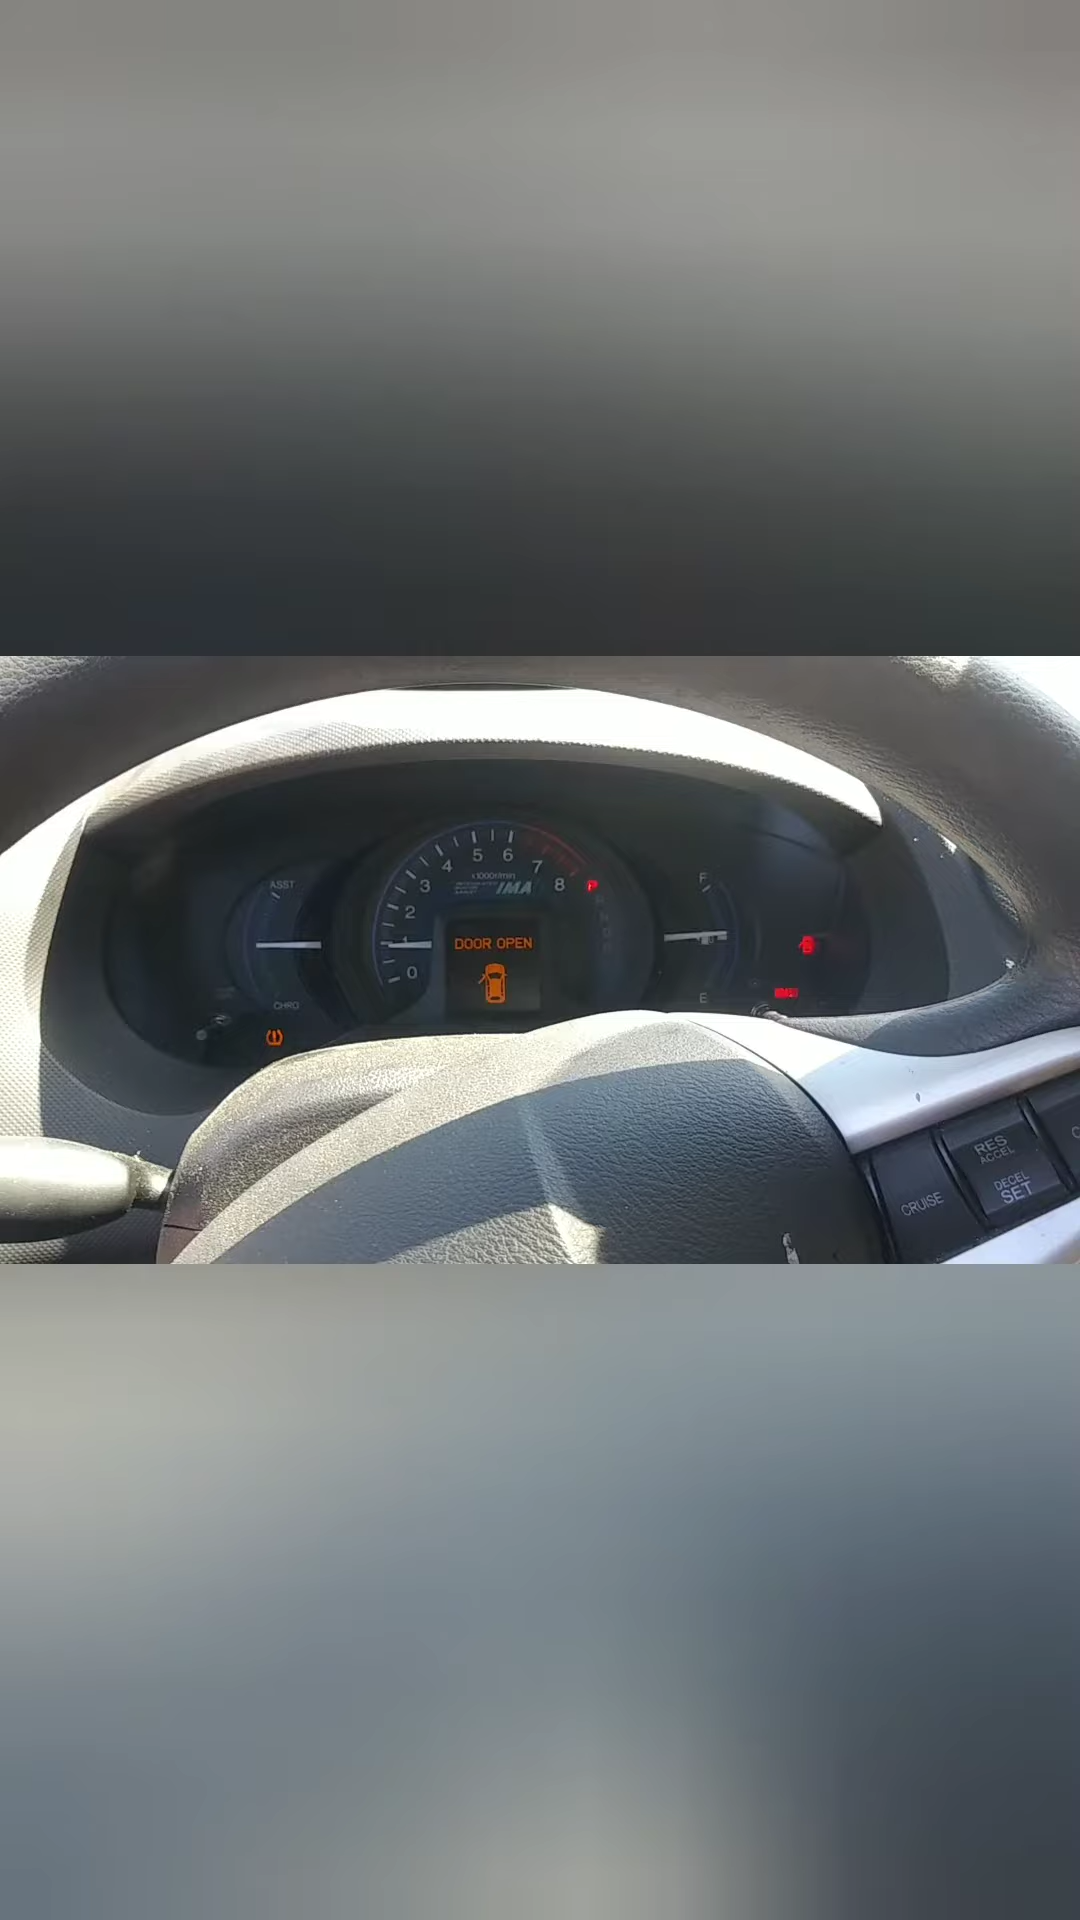 ASST
CHRG
0
1
2
3
4
5
6
7
8
x1000r/min
IMA
P
DOOR OPEN
F
E
CRUISE
RES
ACCEL
DECEL
SET